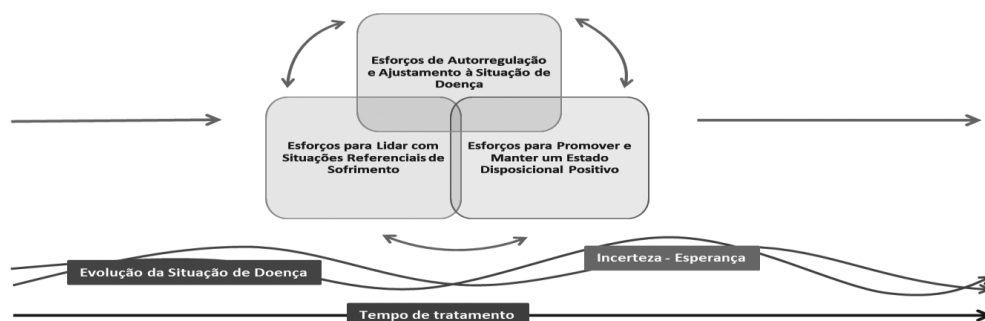 Esforços de Autorregulação
e Ajustamento à Situação de
Doença
Esforços para Lidar com
Situações Referenciais de
Sofrimento
Esforços para Promover e
Manter um Estado
Disposicional Positivo
Evolução da Situação de Doença
Incerteza - Esperança
Tempo de tratamento